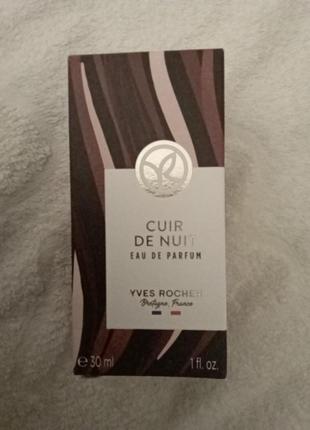 CUIR
DE NUIT
EAU DE PARFUM
YVES ROCHER
Bretagne, France
e 30 ml 1 fl. oz.